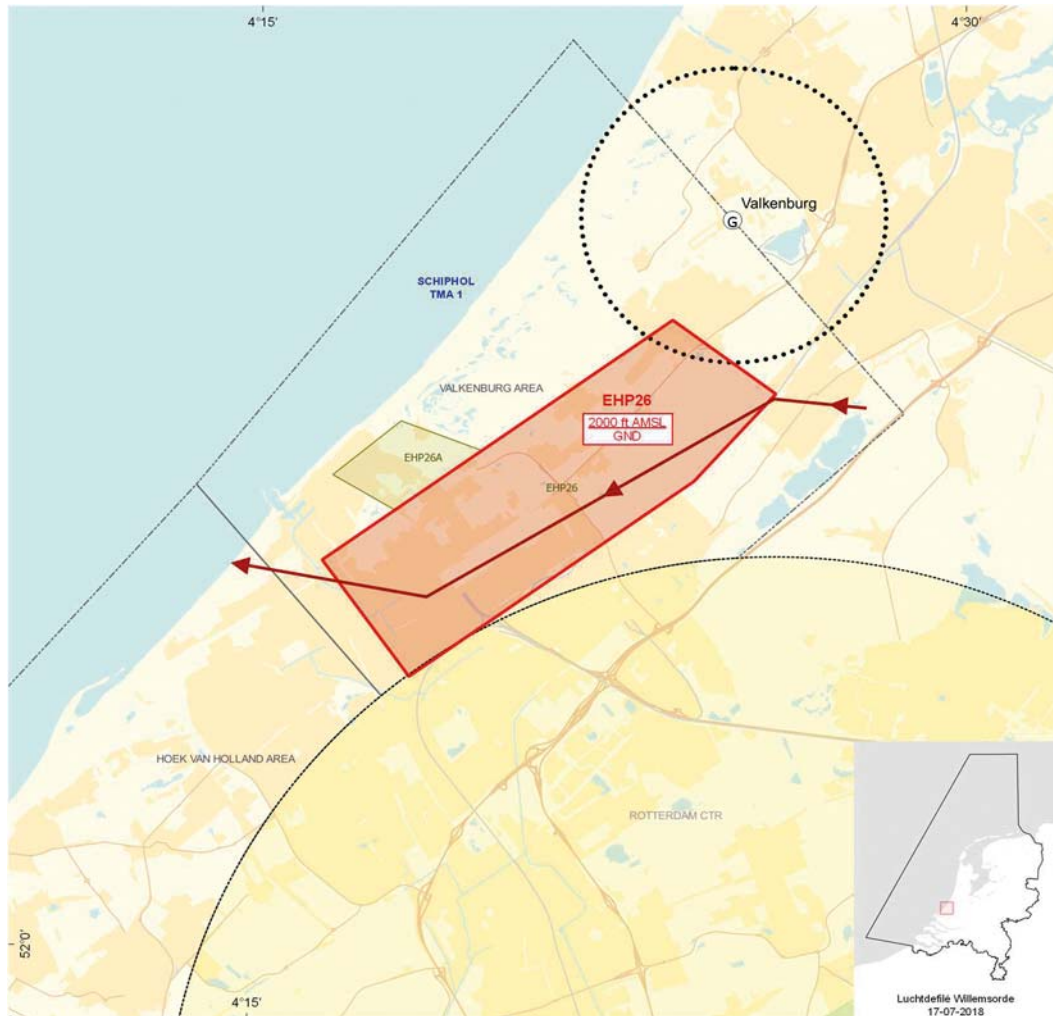 4°15'
4°30'
Valkenburg
G
SCHIPHOL
TMA 1
VALKENBURG AREA
EHP26
2000 ft AMSL
GND
EHP26A
EHP26
HOEK VAN HOLLAND AREA
ROTTERDAM CTR
52°0'
4°15'
Luchtdefilé Willemsorde
17-07-2018